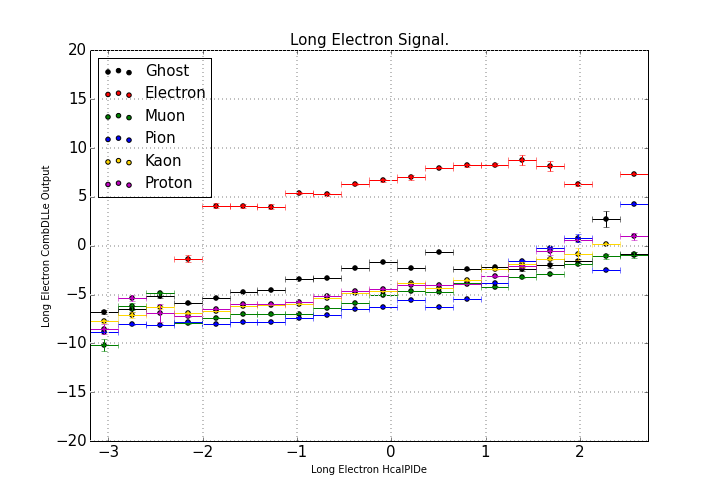 Long Electron Signal.
20
15
10
5
0
−5
−10
−15
−20
Ghost
Electron
Muon
Pion
Kaon
Proton
Long Electron CombDLLe Output
−3
−2
−1
0
1
2
Long Electron HcalPIDe